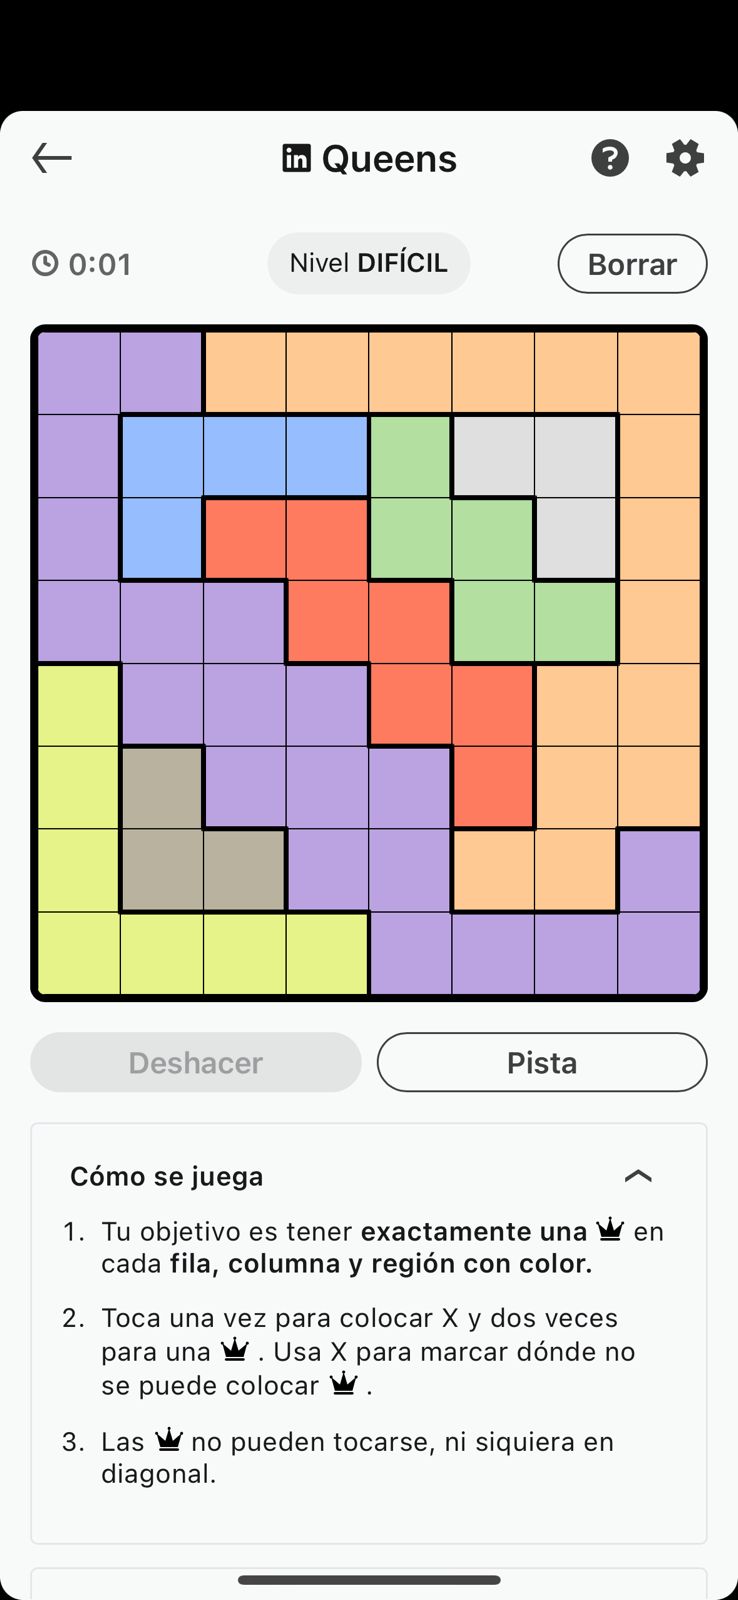 in Queens
0:01
Nivel DIFÍCIL
Borrar
Deshacer
Pista
Cómo se juega
1. Tu objetivo es tener exactamente una en
cada fila, columna y región con color.
2. Toca una vez para colocar X y dos veces
para una . Usa X para marcar dónde no
se puede colocar .
3. Las no pueden tocarse, ni siquiera en
diagonal.